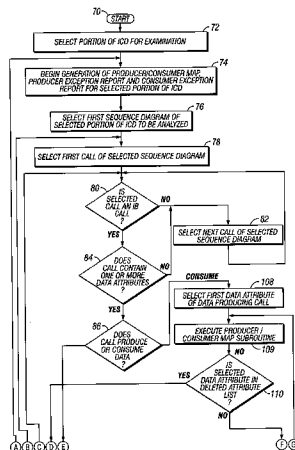 70
START
72
SELECT PORTION OF ICD FOR EXAMINATION
74
BEGIN GENERATION OF PRODUCER/CONSUMER MAP,
PRODUCER EXCEPTION REPORT AND CONSUMER EXCEPTION
REPORT FOR SELECTED PORTION OF ICD
76
SELECT FIRST SEQUENCE DIAGRAM OF
SELECTED PORTION OF ICD TO BE ANALYZED
78
SELECT FIRST CALL OF SELECTED SEQUENCE DIAGRAM
80
IS
SELECTED
CALL AN IB
CALL
?
NO
YES
82
SELECT NEXT CALL OF SELECTED
SEQUENCE DIAGRAM
84
DOES
CALL CONTAIN
ONE OR MORE
DATA ATTRIBUTES
?
NO
YES
CONSUME
86
DOES
CALL PRODUCE
OR CONSUME
DATA
?
108
SELECT FIRST DATA ATTRIBUTE
OF DATA PRODUCING CALL
EXECUTE PRODUCER /
CONSUMER MAP SUBROUTINE
109
NO
IS
SELECTED
DATA ATTRIBUTE IN
DELETED ATTRIBUTE
LIST
?
YES
110
NO
A B C D E F G